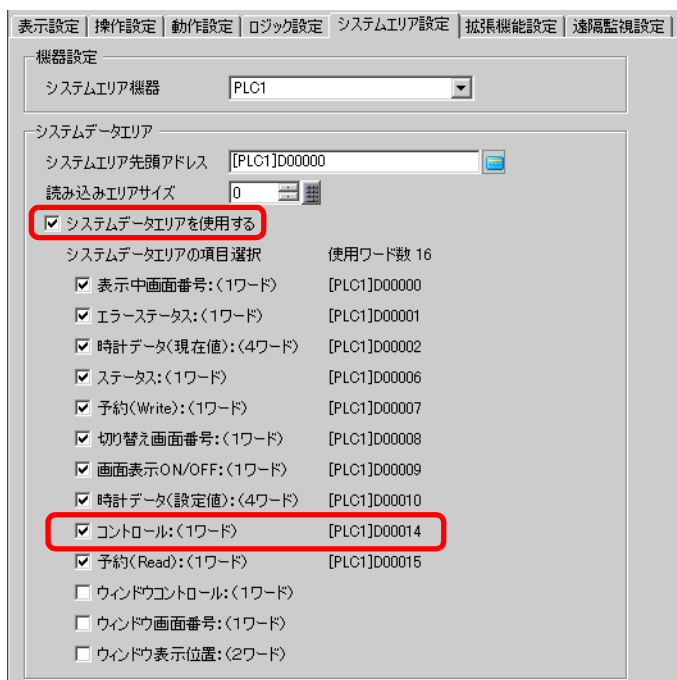 表示設定 操作設定 動作設定 ロジック設定 システムエリア設定 拡張機能設定 遠隔監視設定
機器設定
システムエリア機器 PLC1
システムデータエリア
システムエリア先頭アドレス [PLC1]D00000
読み込みエリアサイズ 0
システムデータエリアを使用する
システムデータエリアの項目選択 使用ワード数 16
表示中画面番号:(1ワード) [PLC1]D00000
エラーステータス:(1ワード) [PLC1]D00001
時計データ(現在値):(4ワード) [PLC1]D00002
ステータス:(1ワード) [PLC1]D00006
予約(Write):(1ワード) [PLC1]D00007
切り替え画面番号:(1ワード) [PLC1]D00008
画面表示ON/OFF:(1ワード) [PLC1]D00009
時計データ(設定値):(4ワード) [PLC1]D00010
コントロール:(1ワード) [PLC1]D00014
予約(Read):(1ワード) [PLC1]D00015
ウィンドウコントロール:(1ワード)
ウィンドウ画面番号:(1ワード)
ウィンドウ表示位置:(2ワード)